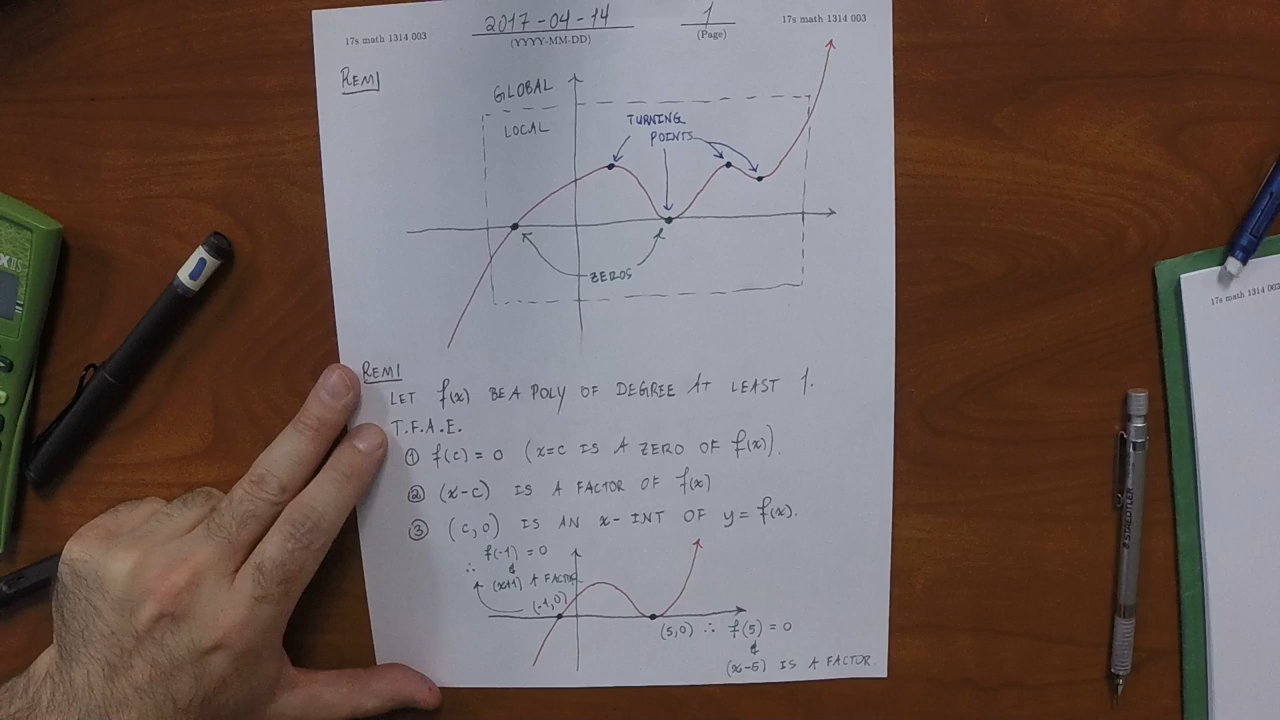 17s math 1314 003
2017-04-14
(YYYY-MM-DD)
1
(Page)
17s math 1314 003
REM1
GLOBAL
LOCAL
TURNING
POINTS
ZEROS
REM1
LET f(x) BE A POLY OF DEGREE AT LEAST 1.
T.F.A.E.
① f(c) = 0 (x=c IS A ZERO OF f(x)).
② (x-c) IS A FACTOR OF f(x)
③ (c,0) IS AN x-INT OF y = f(x).
∴ f(-1) = 0
&
(x+1) A FACTOR
(-1,0)
(5,0) ∴ f(5) = 0
&
(x-5) IS A FACTOR.
17s math 1314 003
STAEDTLER
IIS